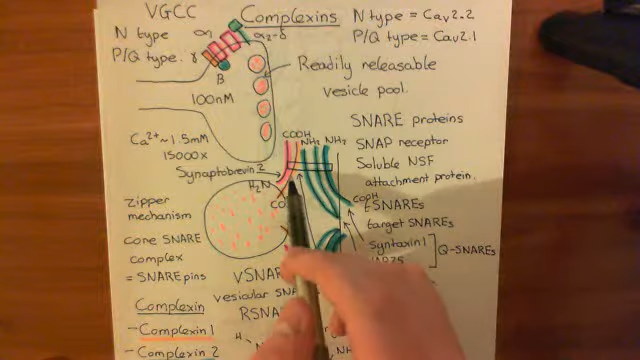 VGCC
Complexins
N type = Cav2.2
P/Q type = Cav2.1
N type
P/Q type
α1
α2-δ
γ
B
Readily releasable
vesicle pool.
100nM
SNARE proteins
SNAP receptor
Soluble NSF
attachment protein.
Ca2+ ~ 1.5mM
15000x
COOH
NH2
NH2
Synaptobrevin 2
H2N
COOH
tSNAREs
target SNAREs
Syntaxin 1
Q-SNAREs
Zipper
mechanism
core SNARE
complex
= SNAREpins
vesicular
Complexin
- Complexin 1
- Complexin 2